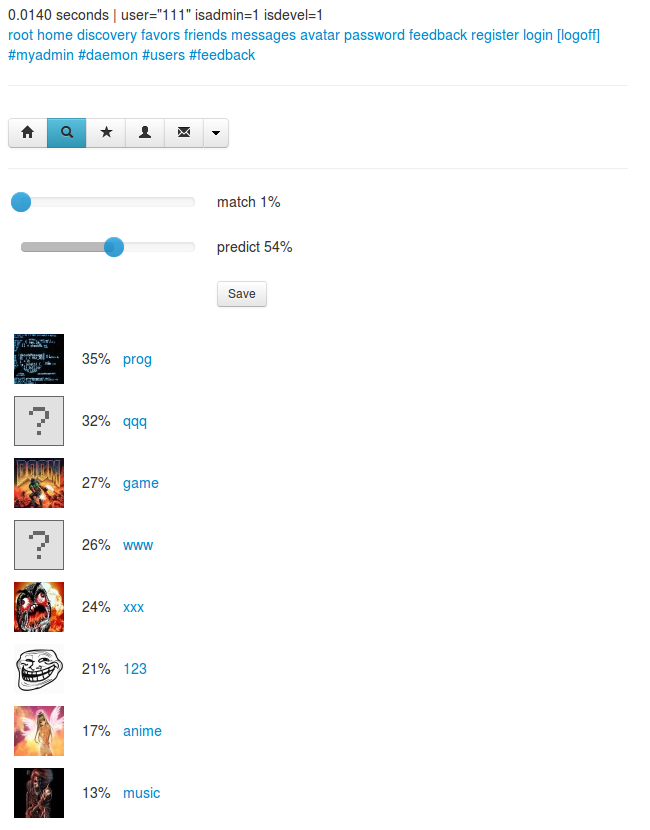 0.0140 seconds | user="111" isadmin=1 isdevel=1
root home discovery favors friends messages avatar password feedback register login [logoff]
#myadmin #daemon #users #feedback
match 1%
predict 54%
Save
35% prog
? 32% qqq
DOOM 27% game
? 26% www
24% xxx
21% 123
17% anime
13% music